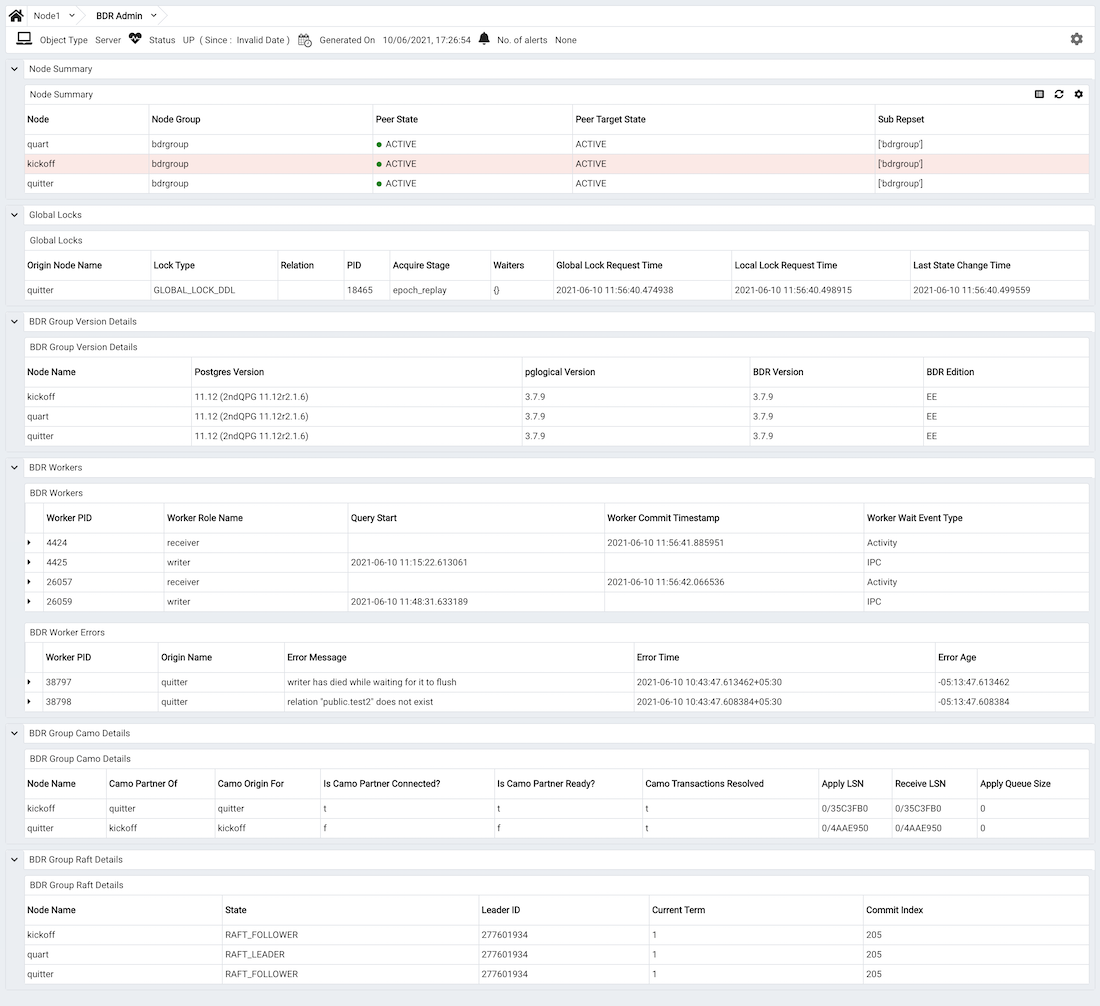 Node1 BDR Admin
Object Type Server Status UP ( Since : Invalid Date ) Generated On 10/06/2021, 17:26:54 No. of alerts None
Node Summary
Node Summary
Node Node Group Peer State Peer Target State Sub Repset
quart bdrgroup ACTIVE ACTIVE ['bdrgroup']
kickoff bdrgroup ACTIVE ACTIVE ['bdrgroup']
quitter bdrgroup ACTIVE ACTIVE ['bdrgroup']
Global Locks
Global Locks
Origin Node Name Lock Type Relation PID Acquire Stage Waiters Global Lock Request Time Local Lock Request Time Last State Change Time
quitter GLOBAL_LOCK_DDL 18465 epoch_replay {} 2021-06-10 11:56:40.474938 2021-06-10 11:56:40.498915 2021-06-10 11:56:40.499559
BDR Group Version Details
BDR Group Version Details
Node Name Postgres Version pglogical Version BDR Version BDR Edition
kickoff 11.12 (2ndQPG 11.12r2.1.6) 3.7.9 3.7.9 EE
quart 11.12 (2ndQPG 11.12r2.1.6) 3.7.9 3.7.9 EE
quitter 11.12 (2ndQPG 11.12r2.1.6) 3.7.9 3.7.9 EE
BDR Workers
BDR Workers
Worker PID Worker Role Name Query Start Worker Commit Timestamp Worker Wait Event Type
4424 receiver 2021-06-10 11:56:41.885951 Activity
4425 writer 2021-06-10 11:15:22.613061 IPC
26057 receiver 2021-06-10 11:56:42.066536 Activity
26059 writer 2021-06-10 11:48:31.633189 IPC
BDR Worker Errors
Worker PID Origin Name Error Message Error Time Error Age
38797 quitter writer has died while waiting for it to flush 2021-06-10 10:43:47.613462+05:30 -05:13:47.613462
38798 quitter relation "public.test2" does not exist 2021-06-10 10:43:47.608384+05:30 -05:13:47.608384
BDR Group Camo Details
BDR Group Camo Details
Node Name Camo Partner Of Camo Origin For Is Camo Partner Connected? Is Camo Partner Ready? Camo Transactions Resolved Apply LSN Receive LSN Apply Queue Size
kickoff quitter quitter t t t 0/35C3FB0 0/35C3FB0 0
quitter kickoff kickoff f f t 0/4AAE950 0/4AAE950 0
BDR Group Raft Details
BDR Group Raft Details
Node Name State Leader ID Current Term Commit Index
kickoff RAFT_FOLLOWER 277601934 1 205
quart RAFT_LEADER 277601934 1 205
quitter RAFT_FOLLOWER 277601934 1 205